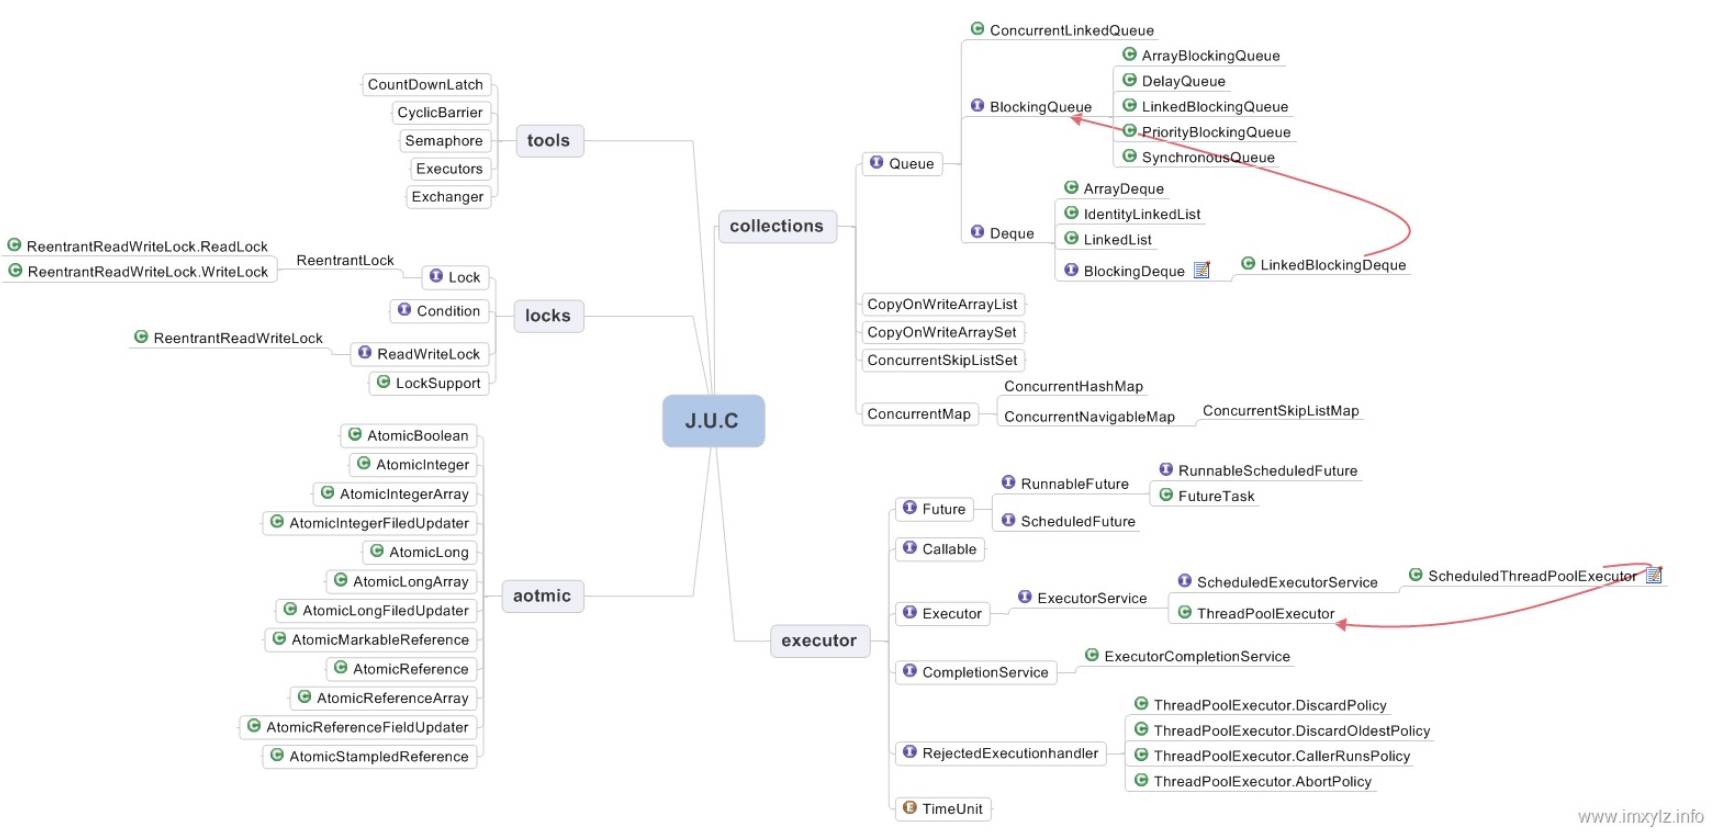 J.U.C
tools
CountDownLatch
CyclicBarrier
Semaphore
Executors
Exchanger
locks
I Lock
ReentrantLock
C ReentrantReadWriteLock.ReadLock
C ReentrantReadWriteLock.WriteLock
I Condition
I ReadWriteLock
C ReentrantReadWriteLock
C LockSupport
aotmic
C AtomicBoolean
C AtomicInteger
C AtomicIntegerArray
C AtomicIntegerFiledUpdater
C AtomicLong
C AtomicLongArray
C AtomicLongFiledUpdater
C AtomicMarkableReference
C AtomicReference
C AtomicReferenceArray
C AtomicReferenceFieldUpdater
C AtomicStampledReference
collections
I Queue
C ConcurrentLinkedQueue
I BlockingQueue
C ArrayBlockingQueue
C DelayQueue
C LinkedBlockingQueue
C PriorityBlockingQueue
C SynchronousQueue
I Deque
C ArrayDeque
C IdentityLinkedList
C LinkedList
I BlockingDeque
C LinkedBlockingDeque
CopyOnWriteArrayList
CopyOnWriteArraySet
ConcurrentSkipListSet
ConcurrentMap
ConcurrentHashMap
ConcurrentNavigableMap
ConcurrentSkipListMap
executor
I Future
I RunnableFuture
I RunnableScheduledFuture
C FutureTask
I ScheduledFuture
I Callable
I Executor
I ExecutorService
I ScheduledExecutorService
C ScheduledThreadPoolExecutor
C ThreadPoolExecutor
I CompletionService
C ExecutorCompletionService
I RejectedExecutionhandler
C ThreadPoolExecutor.DiscardPolicy
C ThreadPoolExecutor.DiscardOldestPolicy
C ThreadPoolExecutor.CallerRunsPolicy
C ThreadPoolExecutor.AbortPolicy
E TimeUnit
www.imxylz.info